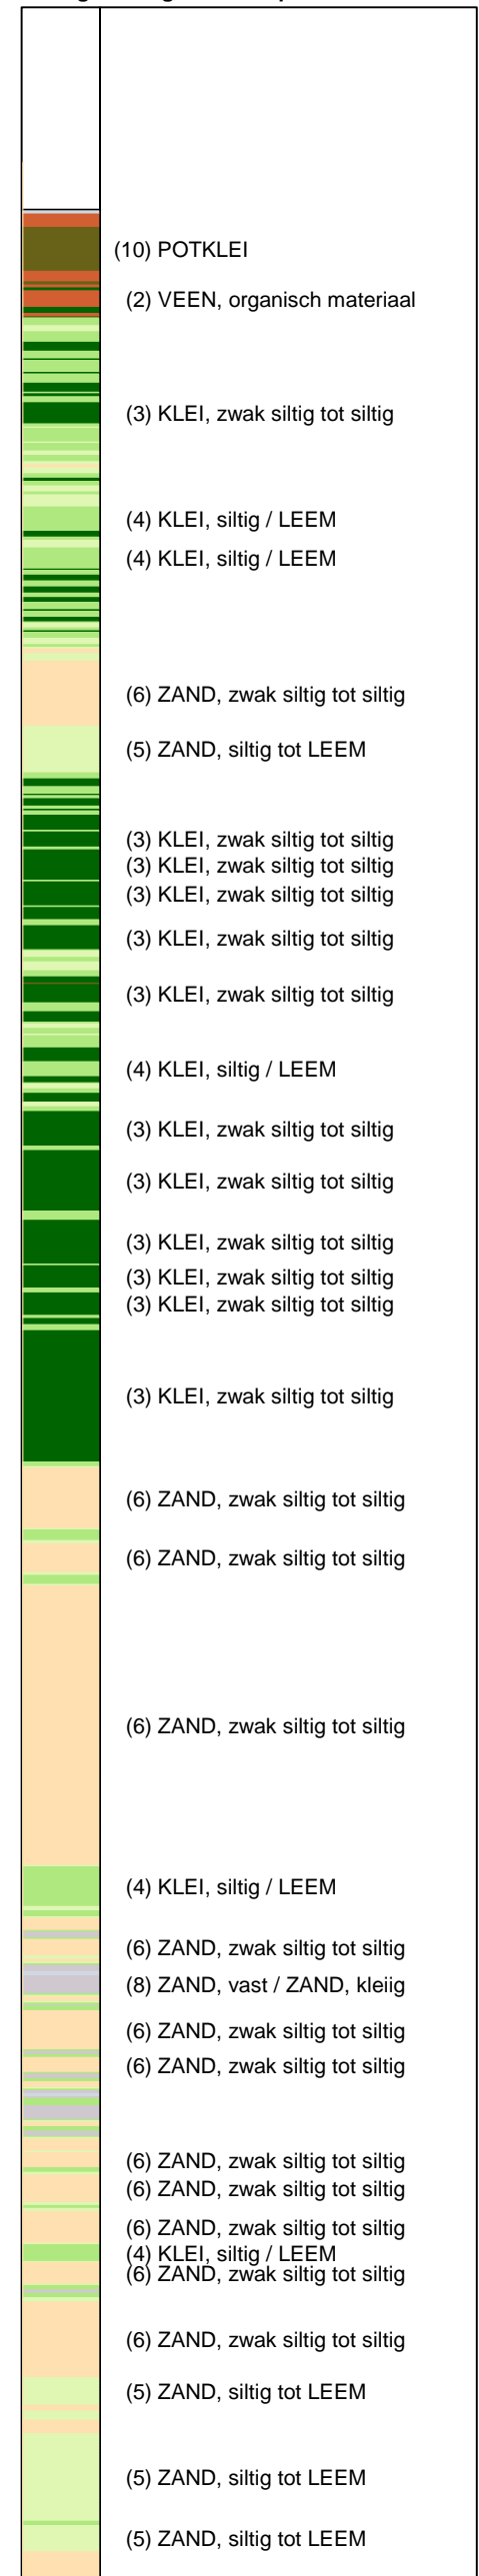 (10) POTKLEI
(2) VEEN, organisch materiaal
(3) KLEI, zwak siltig tot siltig
(4) KLEI, siltig / LEEM
(4) KLEI, siltig / LEEM
(6) ZAND, zwak siltig tot siltig
(5) ZAND, siltig tot LEEM
(3) KLEI, zwak siltig tot siltig
(3) KLEI, zwak siltig tot siltig
(3) KLEI, zwak siltig tot siltig
(3) KLEI, zwak siltig tot siltig
(3) KLEI, zwak siltig tot siltig
(4) KLEI, siltig / LEEM
(3) KLEI, zwak siltig tot siltig
(3) KLEI, zwak siltig tot siltig
(3) KLEI, zwak siltig tot siltig
(3) KLEI, zwak siltig tot siltig
(3) KLEI, zwak siltig tot siltig
(3) KLEI, zwak siltig tot siltig
(6) ZAND, zwak siltig tot siltig
(6) ZAND, zwak siltig tot siltig
(6) ZAND, zwak siltig tot siltig
(4) KLEI, siltig / LEEM
(6) ZAND, zwak siltig tot siltig
(8) ZAND, vast / ZAND, kleiig
(6) ZAND, zwak siltig tot siltig
(6) ZAND, zwak siltig tot siltig
(6) ZAND, zwak siltig tot siltig
(6) ZAND, zwak siltig tot siltig
(6) ZAND, zwak siltig tot siltig
(4) KLEI, siltig / LEEM
(6) ZAND, zwak siltig tot siltig
(6) ZAND, zwak siltig tot siltig
(5) ZAND, siltig tot LEEM
(5) ZAND, siltig tot LEEM
(5) ZAND, siltig tot LEEM